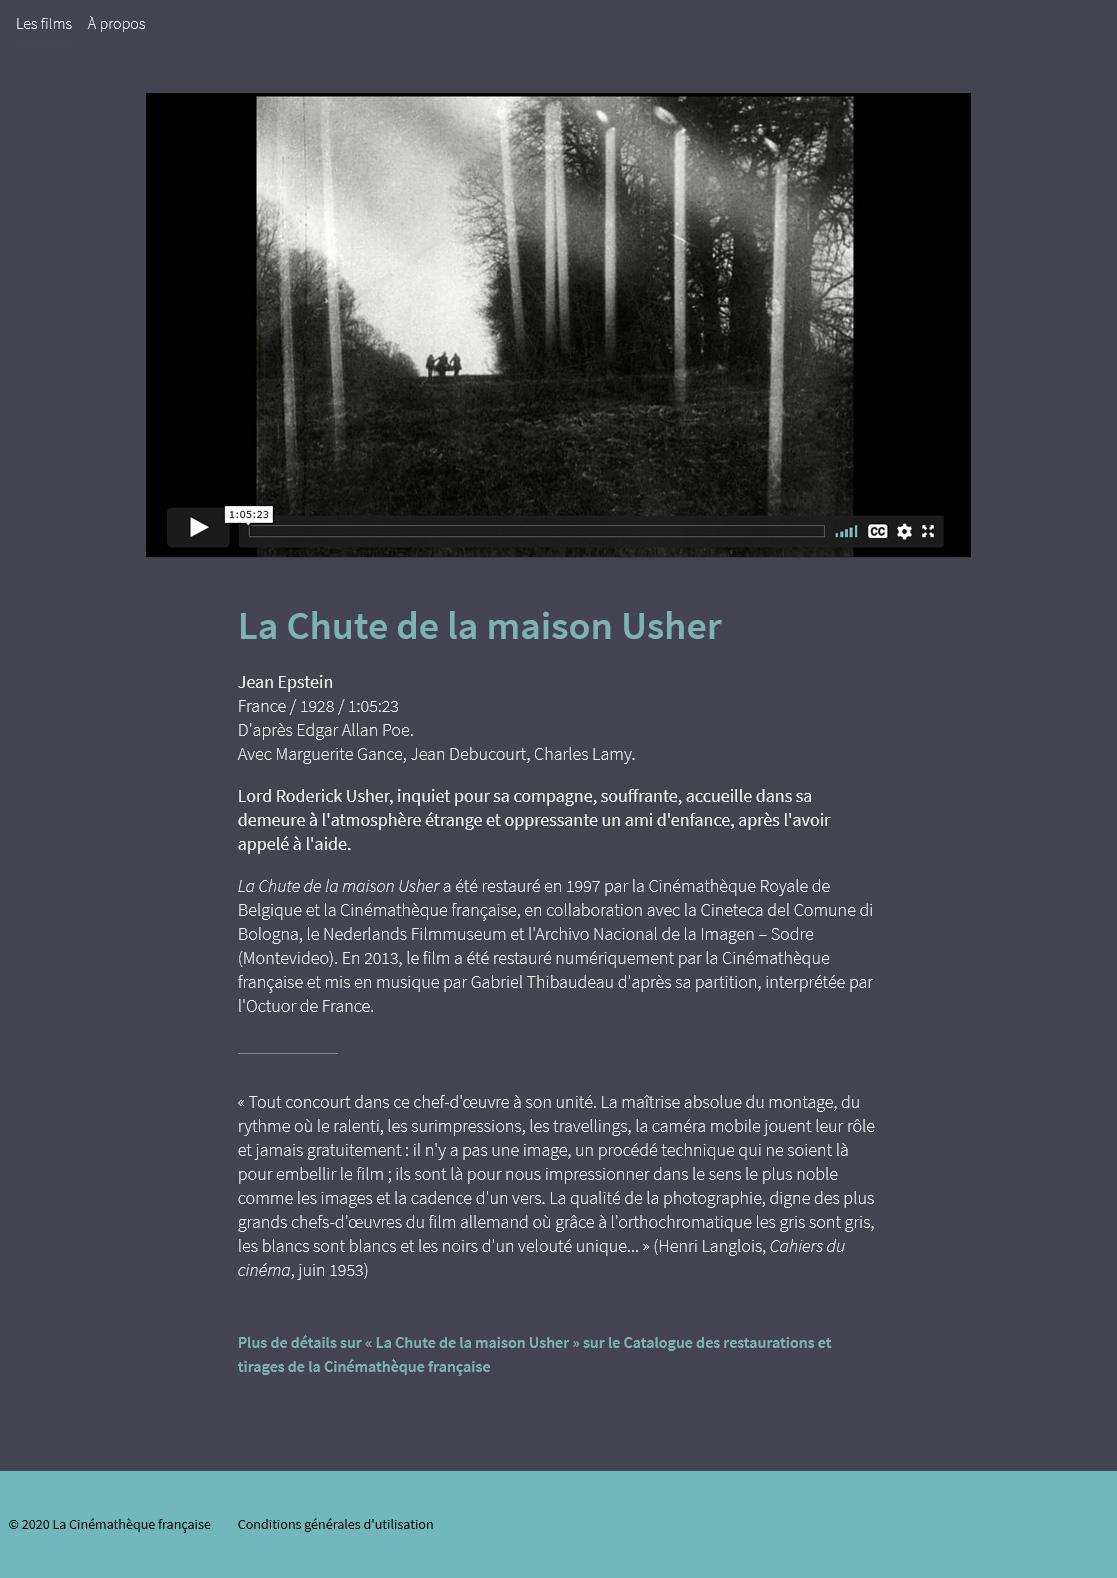 Les films À propos
1:05:23
CC
La Chute de la maison Usher
Jean Epstein
France / 1928 / 1:05:23
D'après Edgar Allan Poe.
Avec Marguerite Gance, Jean Debucourt, Charles Lamy.
Lord Roderick Usher, inquiet pour sa compagne, souffrante, accueille dans sa
demeure à l'atmosphère étrange et oppressante un ami d'enfance, après l'avoir
appelé à l'aide.
La Chute de la maison Usher a été restauré en 1997 par la Cinémathèque Royale de
Belgique et la Cinémathèque française, en collaboration avec la Cineteca del Comune di
Bologna, le Nederlands Filmmuseum et l'Archivo Nacional de la Imagen – Sodre
(Montevideo). En 2013, le film a été restauré numériquement par la Cinémathèque
française et mis en musique par Gabriel Thibaudeau d'après sa partition, interprétée par
l'Octuor de France.
« Tout concourt dans ce chef-d'œuvre à son unité. La maîtrise absolue du montage, du
rythme où le ralenti, les surimpressions, les travellings, la caméra mobile jouent leur rôle
et jamais gratuitement : il n'y a pas une image, un procédé technique qui ne soient là
pour embellir le film ; ils sont là pour nous impressionner dans le sens le plus noble
comme les images et la cadence d'un vers. La qualité de la photographie, digne des plus
grands chefs-d'œuvres du film allemand où grâce à l'orthochromatique les gris sont gris,
les blancs sont blancs et les noirs d'un velouté unique... » (Henri Langlois, Cahiers du
cinéma, juin 1953)
Plus de détails sur « La Chute de la maison Usher » sur le Catalogue des restaurations et
tirages de la Cinémathèque française
© 2020 La Cinémathèque française Conditions générales d'utilisation